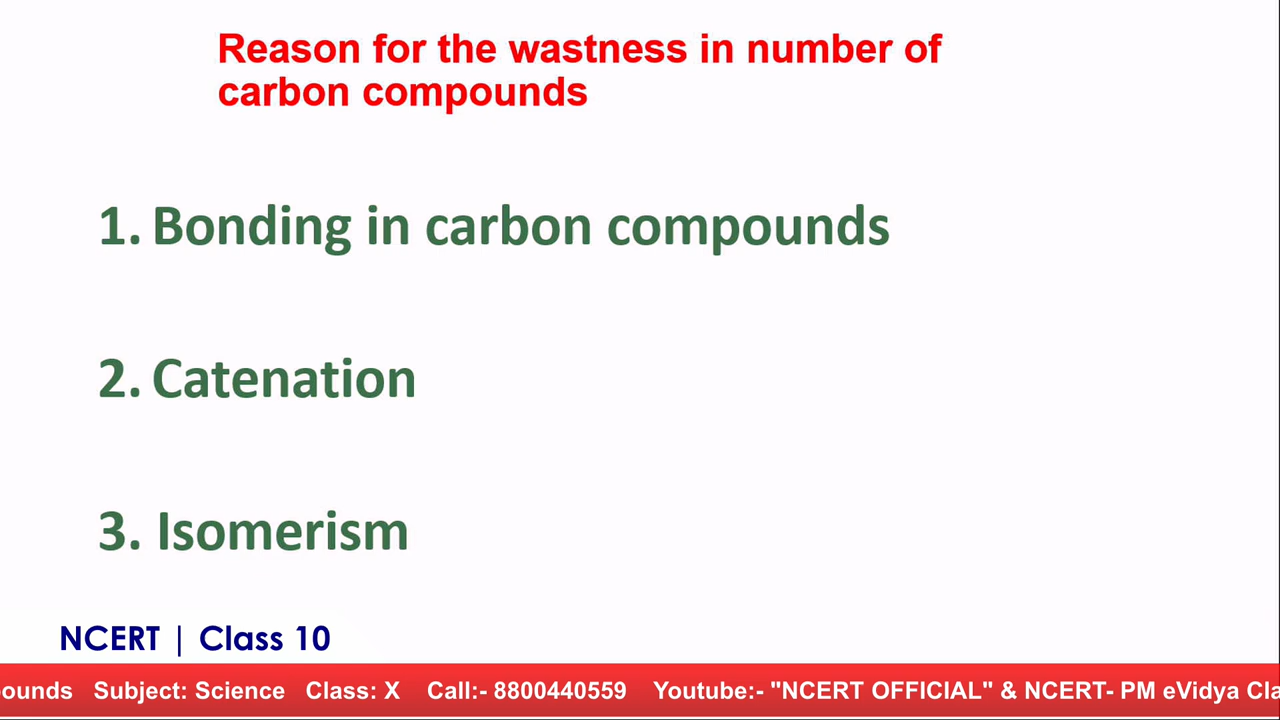 Reason for the wastness in number of
carbon compounds
1. Bonding in carbon compounds
2. Catenation
3. Isomerism
NCERT | Class 10
ounds Subject: Science Class: X Call:- 8800440559 Youtube:- "NCERT OFFICIAL" & NCERT- PM eVidya Cla